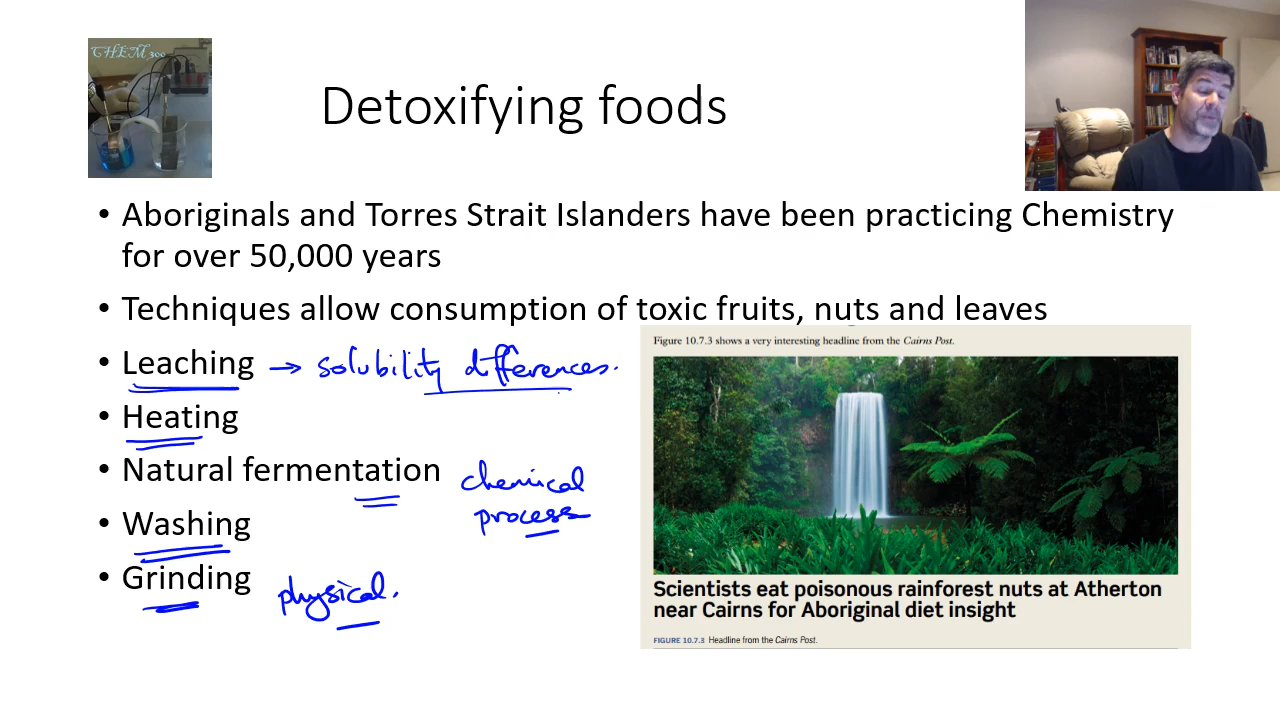 CHEM300
Detoxifying foods
• Aboriginals and Torres Strait Islanders have been practicing Chemistry
for over 50,000 years
• Techniques allow consumption of toxic fruits, nuts and leaves
• Leaching → solubility differences.
• Heating
• Natural fermentation chemical
process
• Washing
• Grinding physical.
Figure 10.7.3 shows a very interesting headline from the Cairns Post.
Scientists eat poisonous rainforest nuts at Atherton
near Cairns for Aboriginal diet insight
FIGURE 10.7.3 Headline from the Cairns Post.